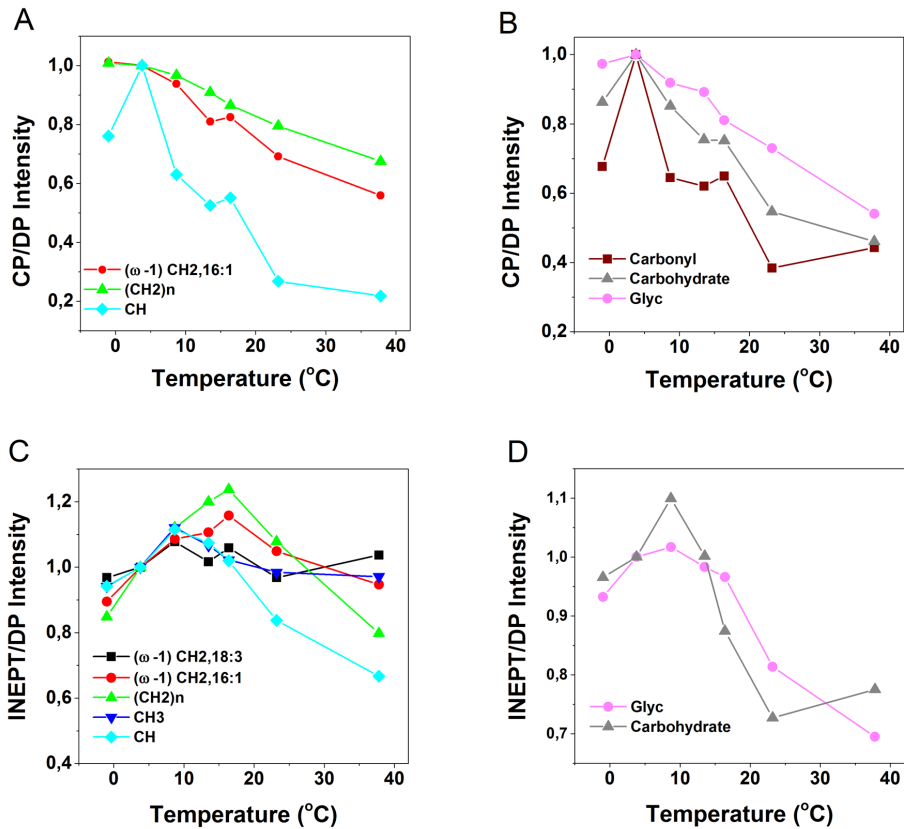 A
CP/DP Intensity
1,0
0,8
0,6
0,4
0,2
(ω -1) CH2,16:1
(CH2)n
CH
0 10 20 30 40
Temperature (oC)
B
CP/DP Intensity
1,0
0,8
0,6
0,4
0,2
Carbonyl
Carbohydrate
Glyc
0 10 20 30 40
Temperature (oC)
C
INEPT/DP Intensity
1,2
1,0
0,8
0,6
0,4
(ω -1) CH2,18:3
(ω -1) CH2,16:1
(CH2)n
CH3
CH
0 10 20 30 40
Temperature (oC)
D
INEPT/DP Intensity
1,1
1,0
0,9
0,8
0,7
Glyc
Carbohydrate
0 10 20 30 40
Temperature (oC)